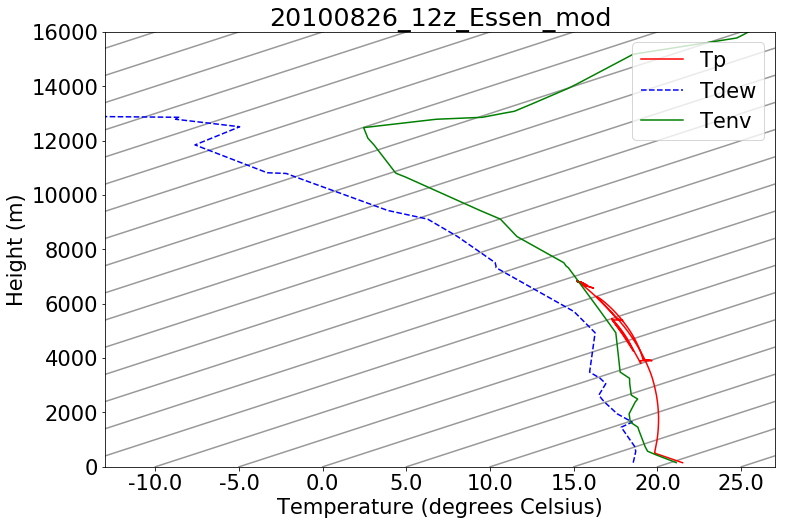 20100826_12z_Essen_mod
16000
14000
12000
10000
8000
6000
4000
2000
0
Height (m)
Tp
Tdew
Tenv
-10.0 -5.0 0.0 5.0 10.0 15.0 20.0 25.0
Temperature (degrees Celsius)